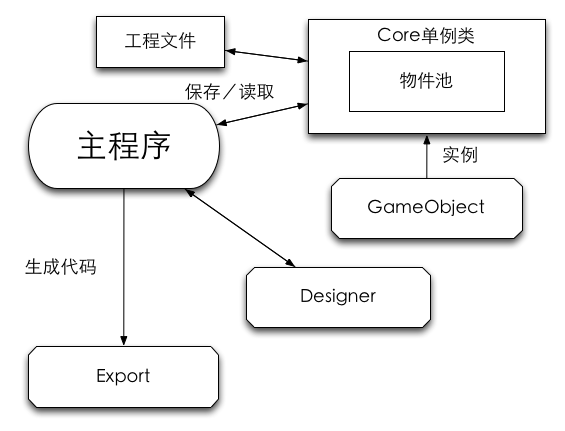 工程文件
Core单例类
物件池
保存／读取
主程序
实例
GameObject
生成代码
Designer
Export